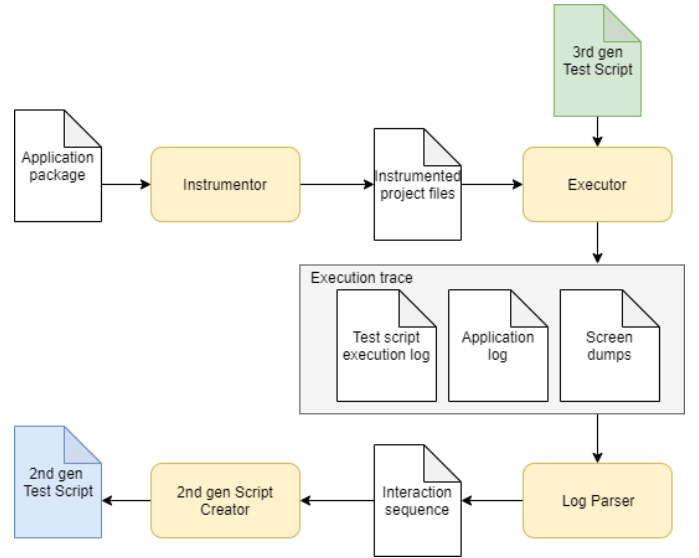 3rd gen
Test Script
Application
package
Instrumentor
Instrumented
project files
Executor
Execution trace
Test script
execution log
Application
log
Screen
dumps
2nd gen
Test Script
2nd gen Script
Creator
Interaction
sequence
Log Parser